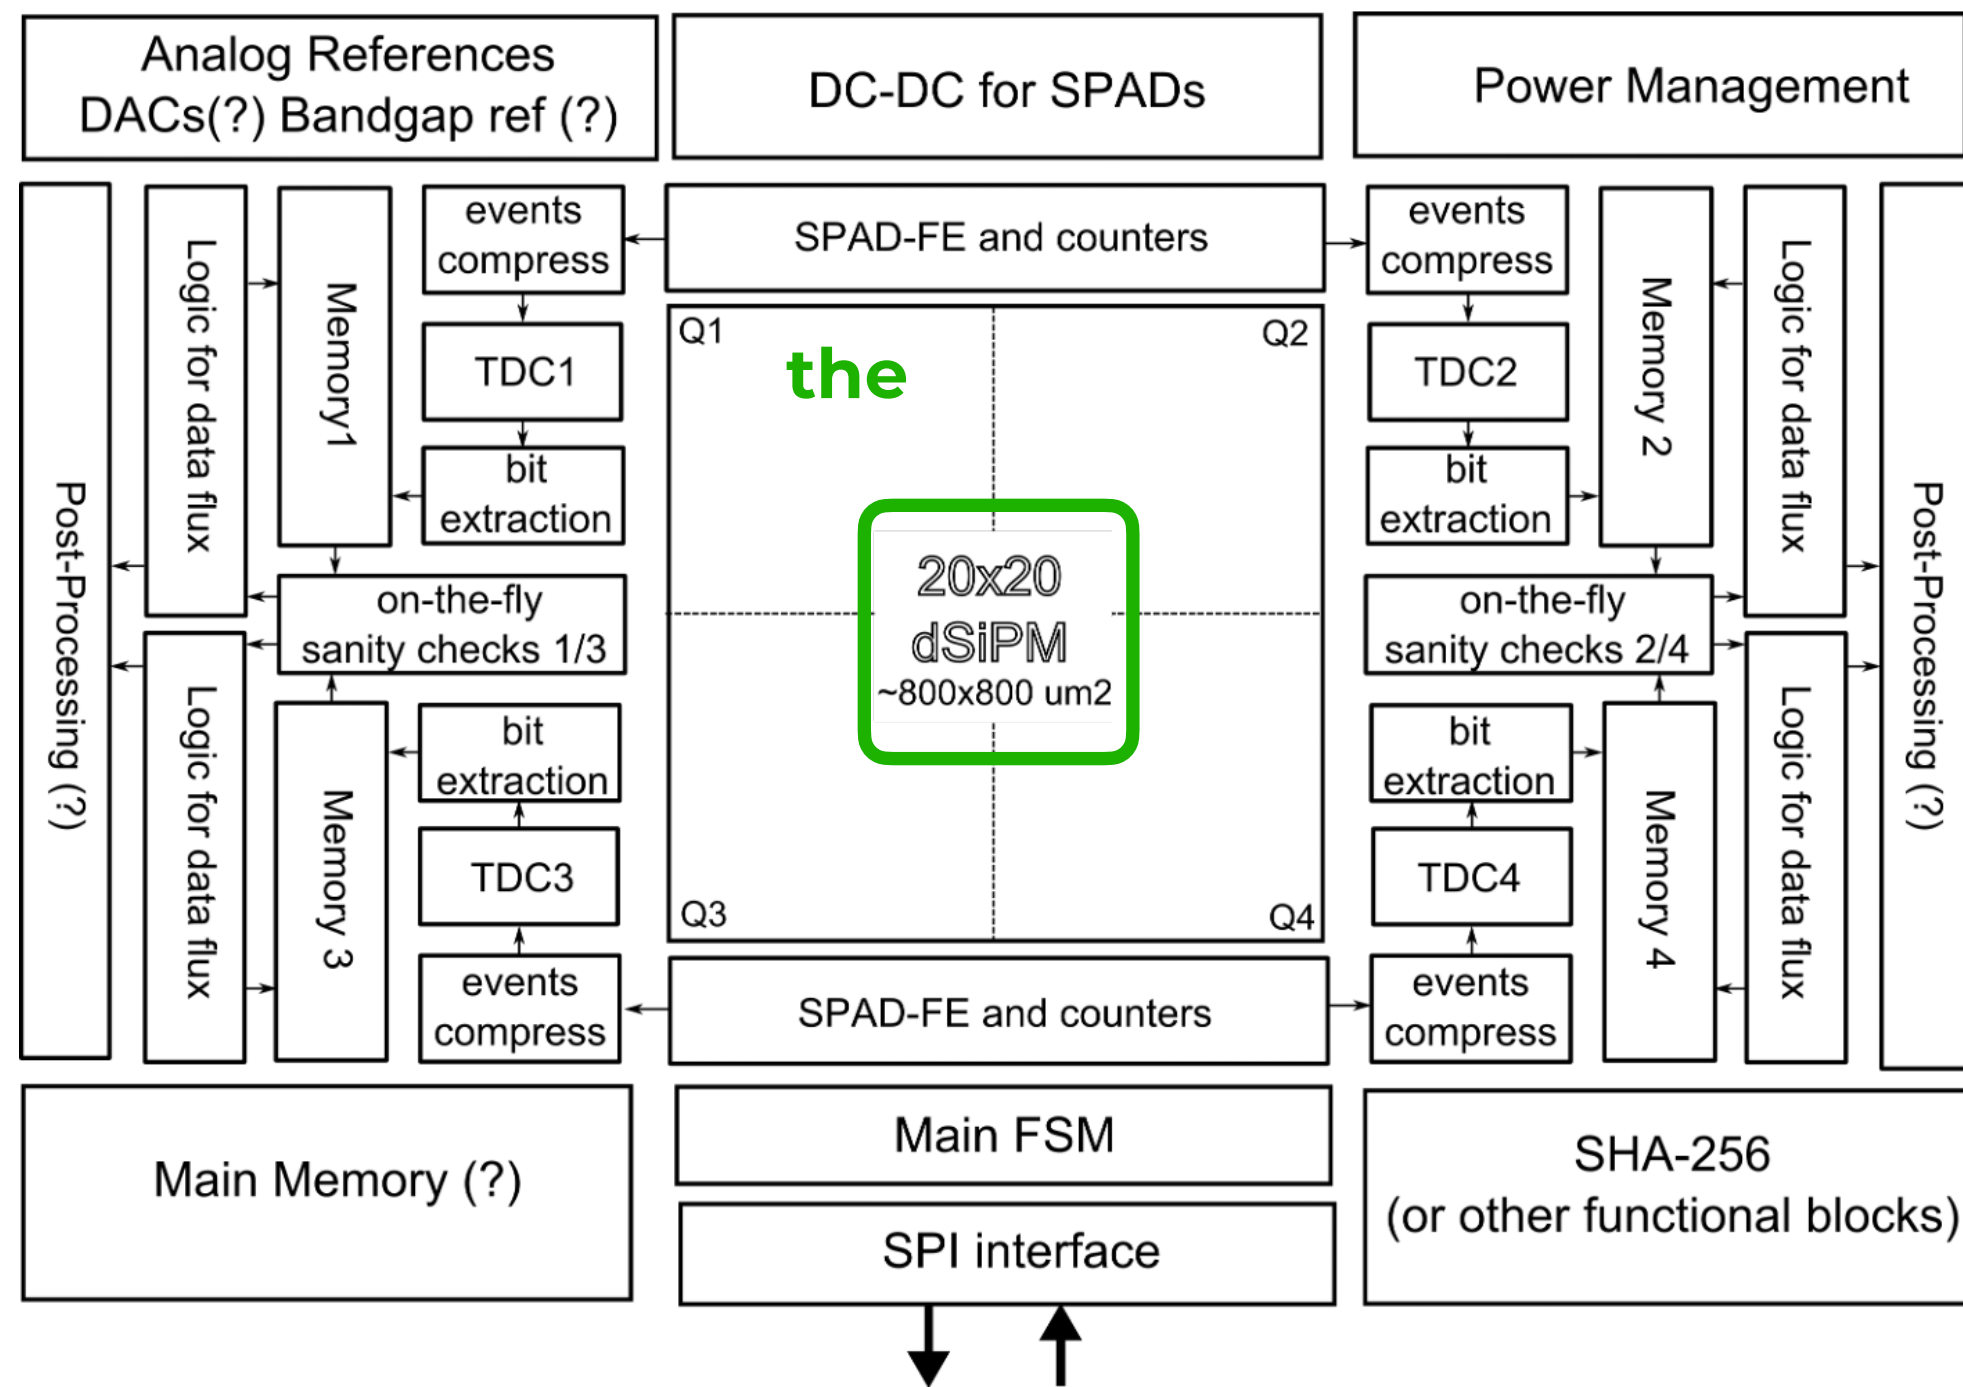 Analog References
DACs(?) Bandgap ref (?)
DC-DC for SPADs
Power Management
Post-Processing (?)
Logic for data flux
Memory1
events
compress
TDC1
bit
extraction
on-the-fly
sanity checks 1/3
Logic for data flux
Memory 3
bit
extraction
TDC3
events
compress
SPAD-FE and counters
Q1
the
Q2
20x20
dSiPM
~800x800 um2
Q3
Q4
SPAD-FE and counters
events
compress
TDC2
bit
extraction
Memory 2
Logic for data flux
on-the-fly
sanity checks 2/4
bit
extraction
TDC4
events
compress
Memory 4
Logic for data flux
Post-Processing (?)
Main Memory (?)
Main FSM
SPI interface
SHA-256
(or other functional blocks)